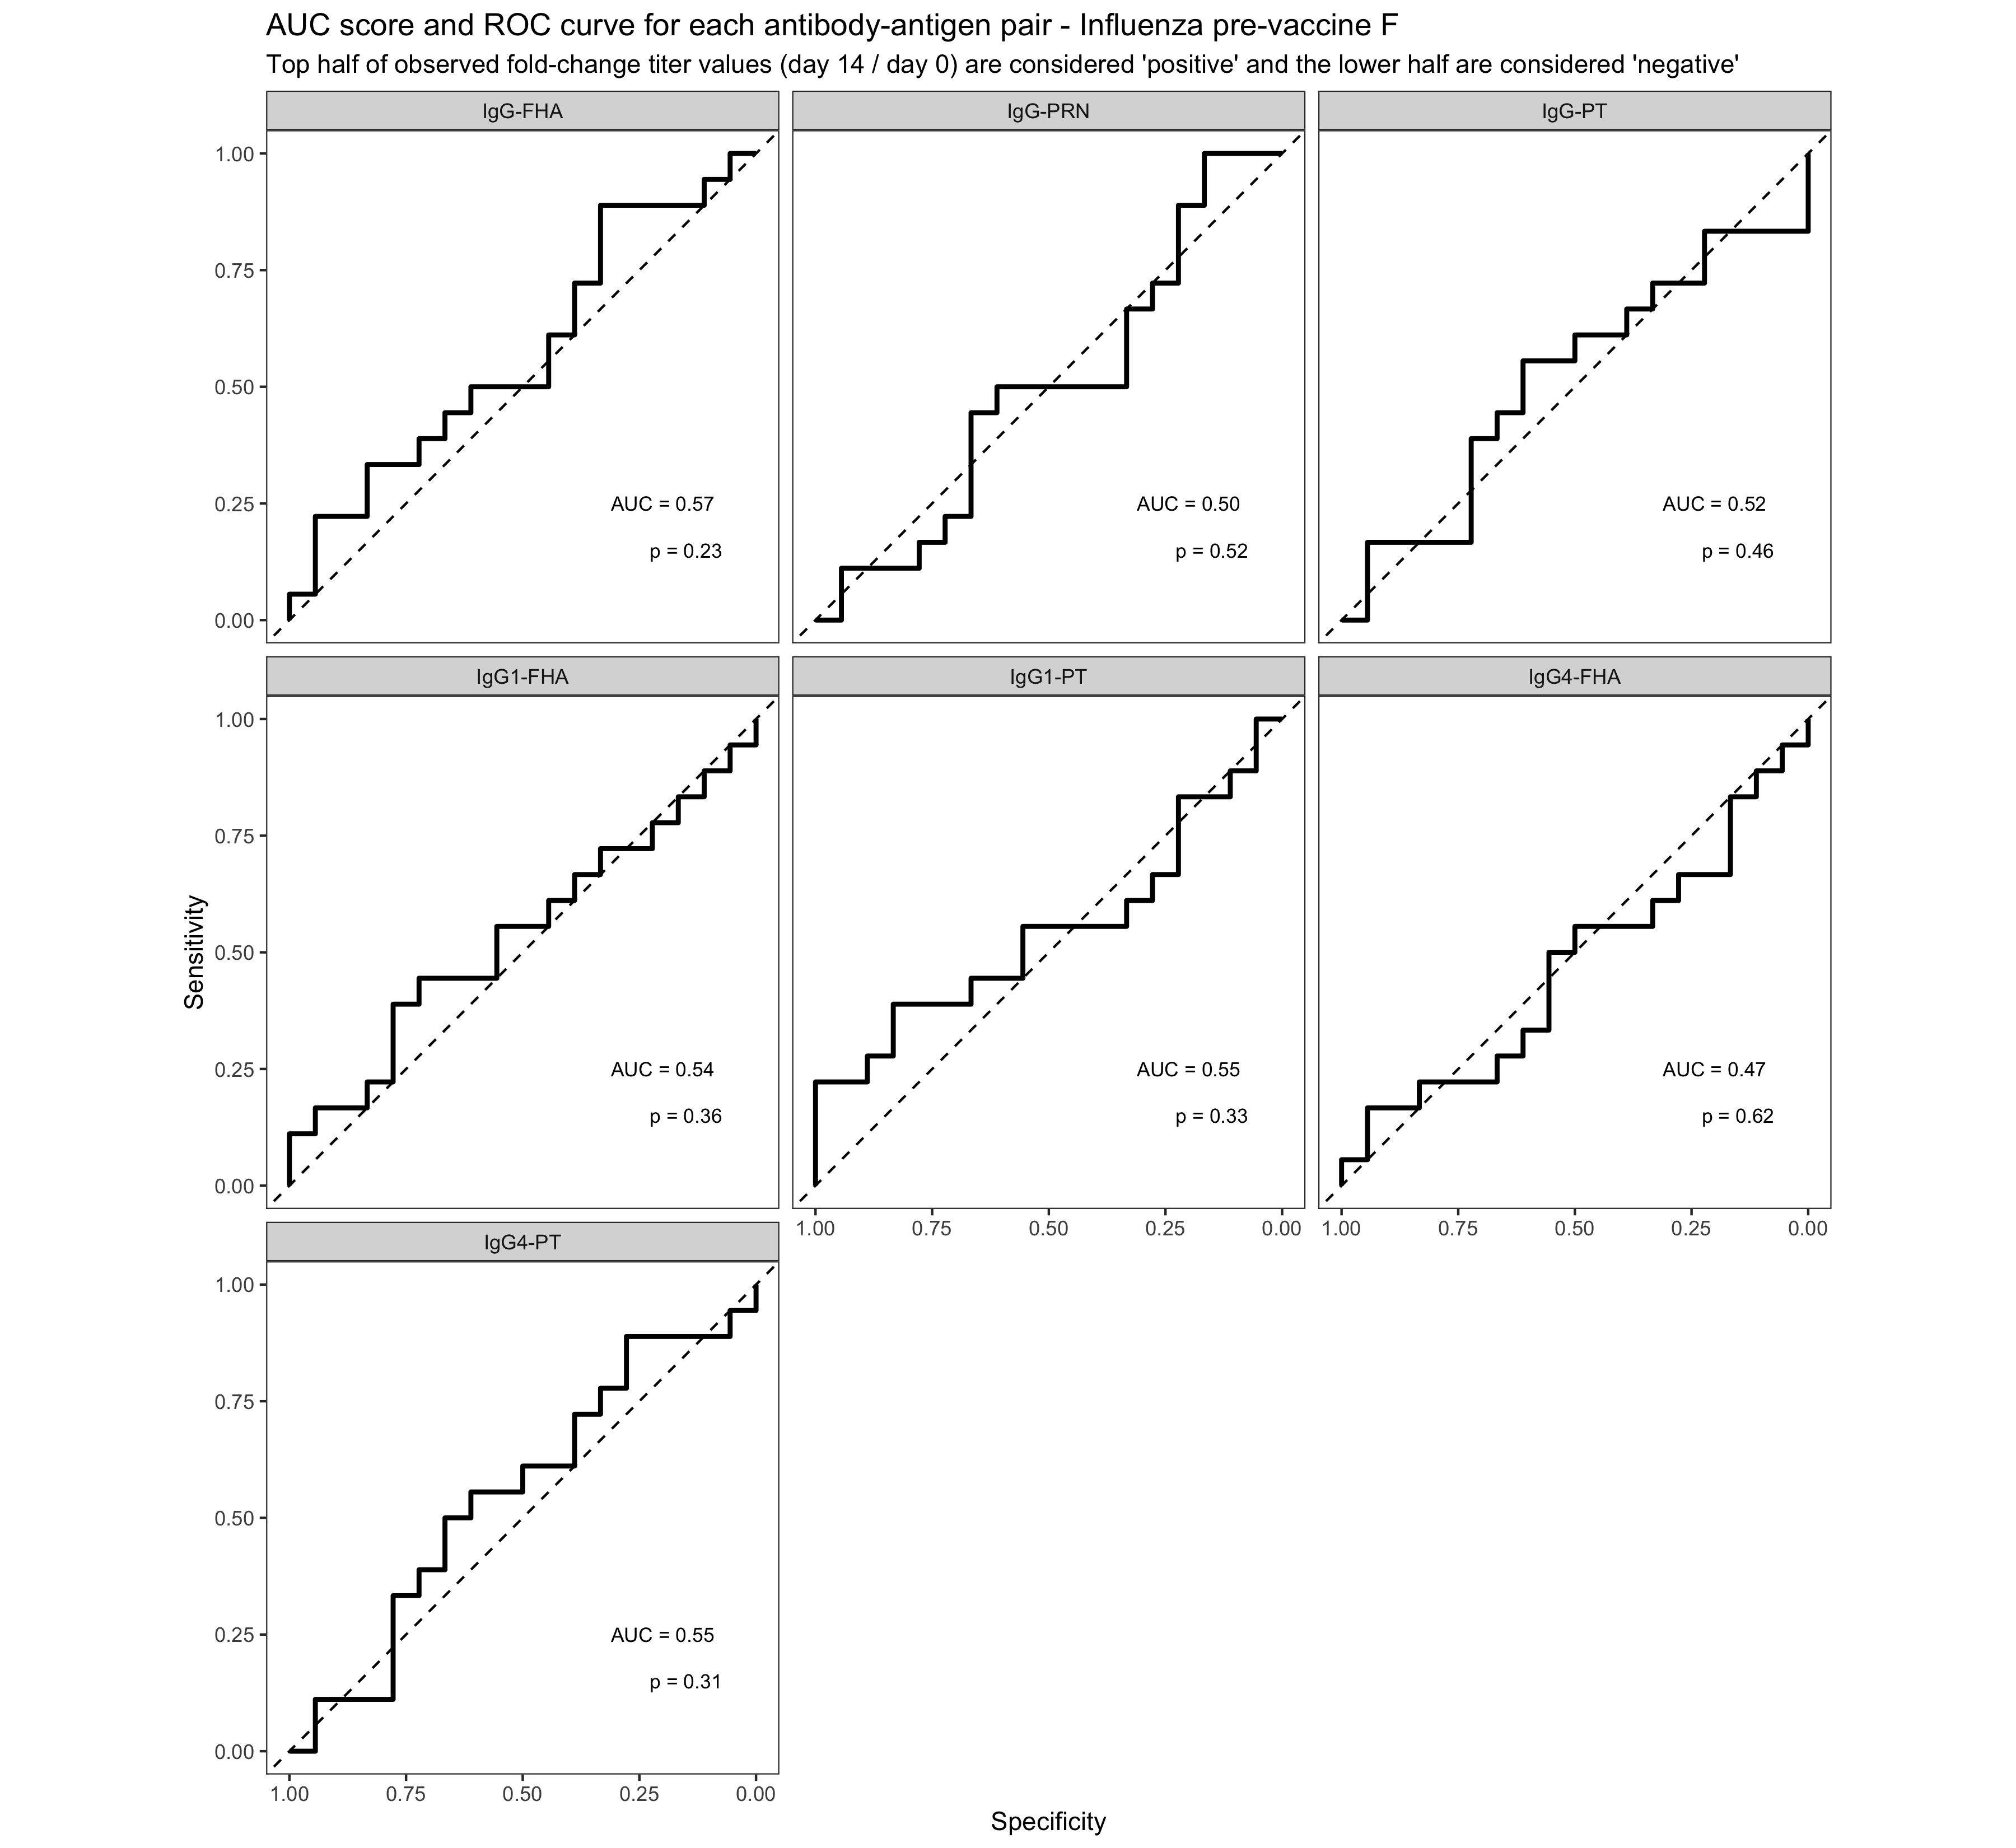 AUC score and ROC curve for each antibody-antigen pair - Influenza pre-vaccine F
Top half of observed fold-change titer values (day 14 / day 0) are considered 'positive' and the lower half are considered 'negative'
IgG-FHA
IgG-PRN
IgG-PT
1.00
0.75
0.50
0.25
0.00
AUC = 0.57
p = 0.23
AUC = 0.50
p = 0.52
AUC = 0.52
p = 0.46
IgG1-FHA
IgG1-PT
IgG4-FHA
Sensitivity
1.00
0.75
0.50
0.25
0.00
AUC = 0.54
p = 0.36
AUC = 0.55
p = 0.33
AUC = 0.47
p = 0.62
1.00 0.75 0.50 0.25 0.00
1.00 0.75 0.50 0.25 0.00
IgG4-PT
1.00
0.75
0.50
0.25
0.00
AUC = 0.55
p = 0.31
1.00 0.75 0.50 0.25 0.00
Specificity